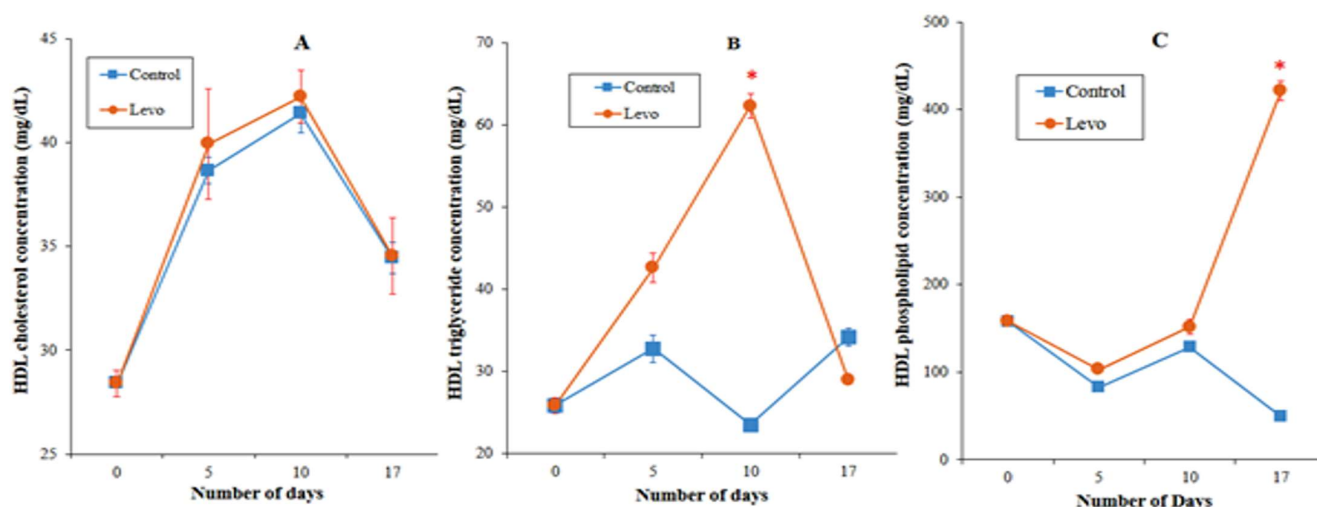 A
HDL cholesterol concentration (mg/dL)
45
40
35
30
25
Control
Levo
0 5 10 17
Number of days
B
HDL triglyceride concentration (mg/dL)
70
60
50
40
30
20
Control
Levo
*
0 5 10 17
Number of days
C
HDL phospholipid concentration (mg/dL)
500
400
300
200
100
0
Control
Levo
*
0 5 10 17
Number of Days